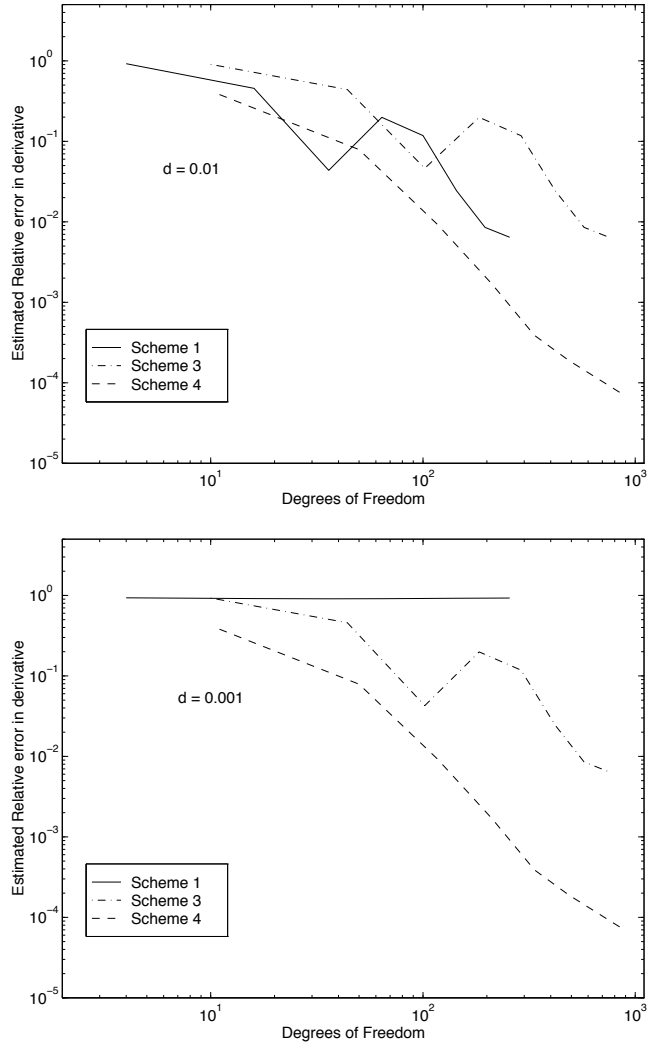 10^0
10^-1
10^-2
10^-3
10^-4
10^-5
Estimated Relative error in derivative
d = 0.01
Scheme 1
Scheme 3
Scheme 4
10^1
10^2
10^3
Degrees of Freedom
10^0
10^-1
10^-2
10^-3
10^-4
10^-5
Estimated Relative error in derivative
d = 0.001
Scheme 1
Scheme 3
Scheme 4
10^1
10^2
10^3
Degrees of Freedom